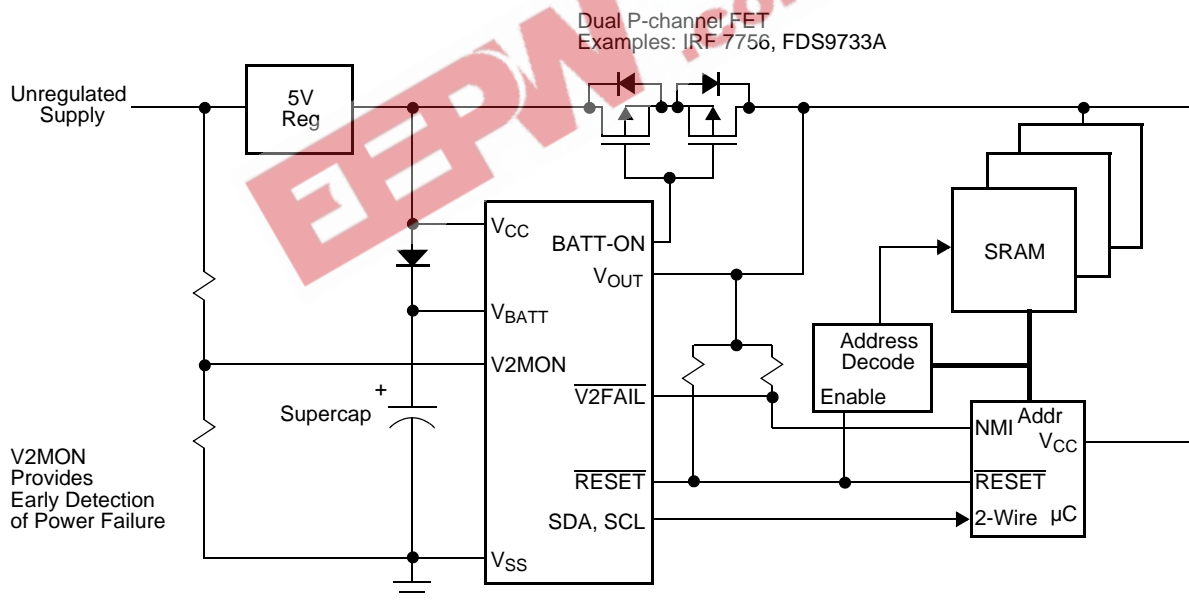 Dual P-channel FET
Examples: IRF 7756, FDS9733A
Unregulated
Supply
5V
Reg
VCC
BATT-ON
VOUT
VBATT
V2MON
V2FAIL
RESET
SDA, SCL
VSS
+
Supercap
V2MON
Provides
Early Detection
of Power Failure
SRAM
Address
Decode
Enable
Addr
NMI
VCC
RESET
2-Wire
µC
EEPW.com